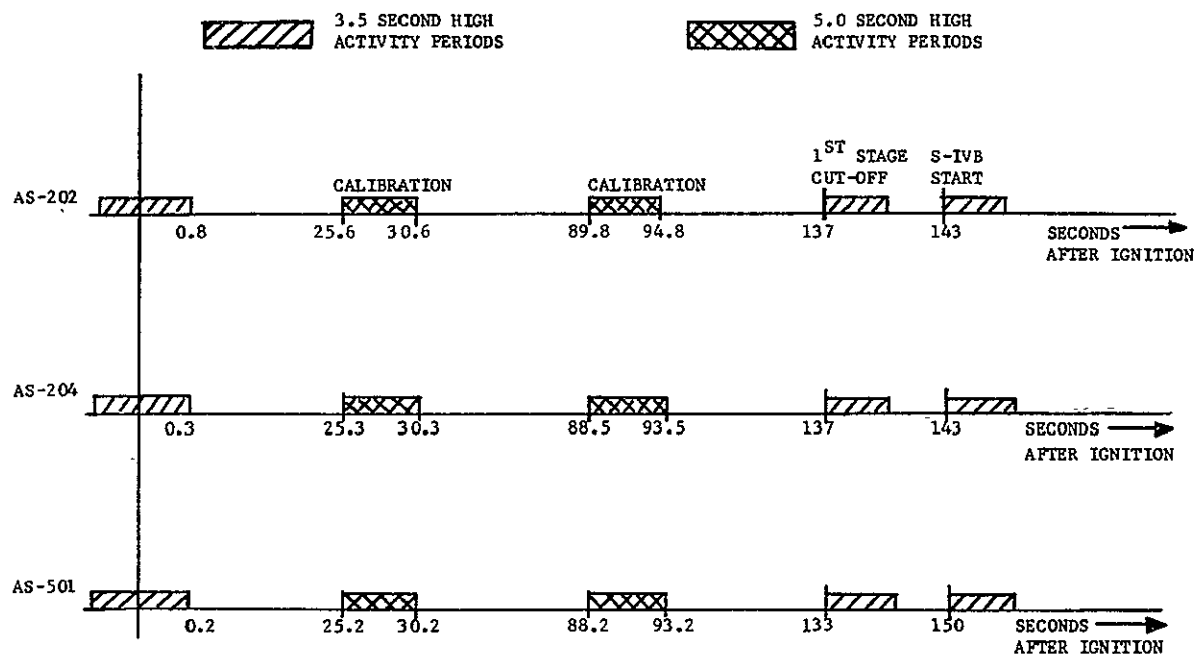 3.5 SECOND HIGH
ACTIVITY PERIODS
5.0 SECOND HIGH
ACTIVITY PERIODS
1ST STAGE
CUT-OFF
S-IVB
START
CALIBRATION
CALIBRATION
AS-202
0.8
25.6
30.6
89.8
94.8
137
143
SECONDS
AFTER IGNITION
AS-204
0.3
25.3
30.3
88.5
93.5
137
143
SECONDS
AFTER IGNITION
AS-501
0.2
25.2
30.2
88.2
93.2
133
150
SECONDS
AFTER IGNITION